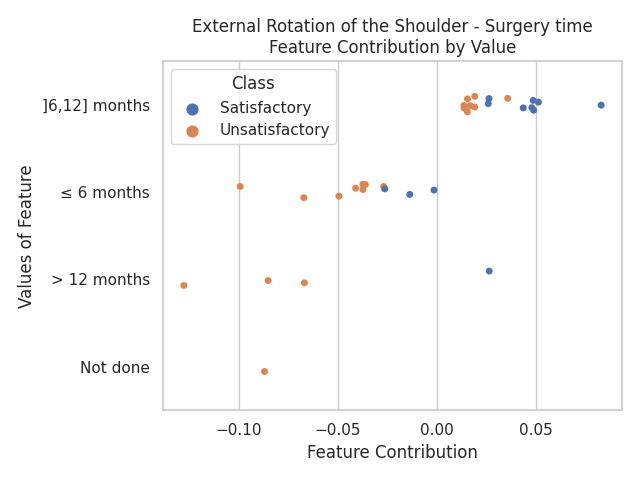 External Rotation of the Shoulder - Surgery time
Feature Contribution by Value
Class
Satisfactory
Unsatisfactory
Values of Feature
]6,12] months
≤ 6 months
> 12 months
Not done
−0.10
−0.05
0.00
0.05
Feature Contribution